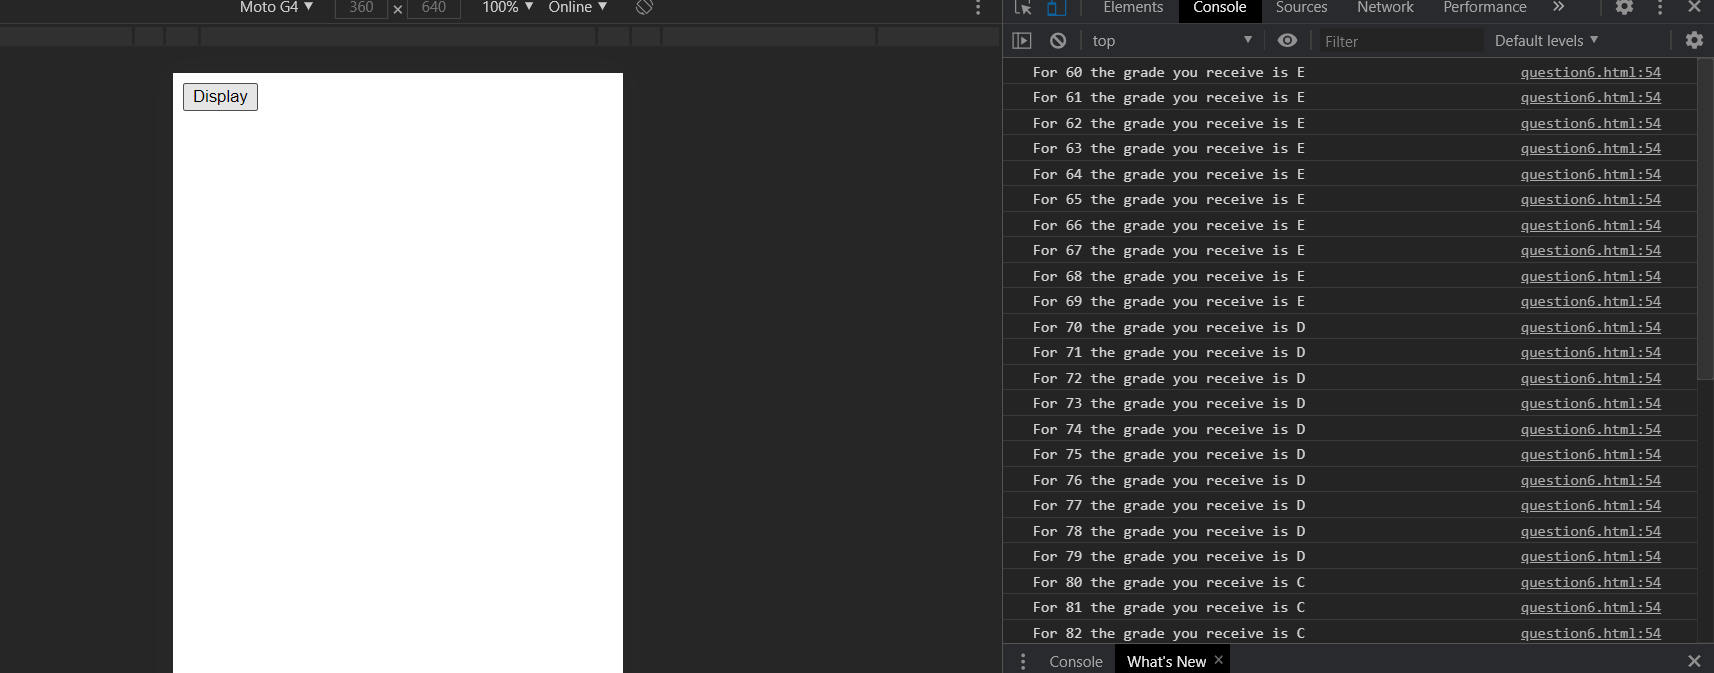 Moto G4 ▼ 360 × 640 100% ▼ Online ▼
Elements Console Sources Network Performance »
top ▼ Filter Default levels ▼
Display
For 60 the grade you receive is E question6.html:54
For 61 the grade you receive is E question6.html:54
For 62 the grade you receive is E question6.html:54
For 63 the grade you receive is E question6.html:54
For 64 the grade you receive is E question6.html:54
For 65 the grade you receive is E question6.html:54
For 66 the grade you receive is E question6.html:54
For 67 the grade you receive is E question6.html:54
For 68 the grade you receive is E question6.html:54
For 69 the grade you receive is E question6.html:54
For 70 the grade you receive is D question6.html:54
For 71 the grade you receive is D question6.html:54
For 72 the grade you receive is D question6.html:54
For 73 the grade you receive is D question6.html:54
For 74 the grade you receive is D question6.html:54
For 75 the grade you receive is D question6.html:54
For 76 the grade you receive is D question6.html:54
For 77 the grade you receive is D question6.html:54
For 78 the grade you receive is D question6.html:54
For 79 the grade you receive is D question6.html:54
For 80 the grade you receive is C question6.html:54
For 81 the grade you receive is C question6.html:54
For 82 the grade you receive is C question6.html:54
Console What's New ×